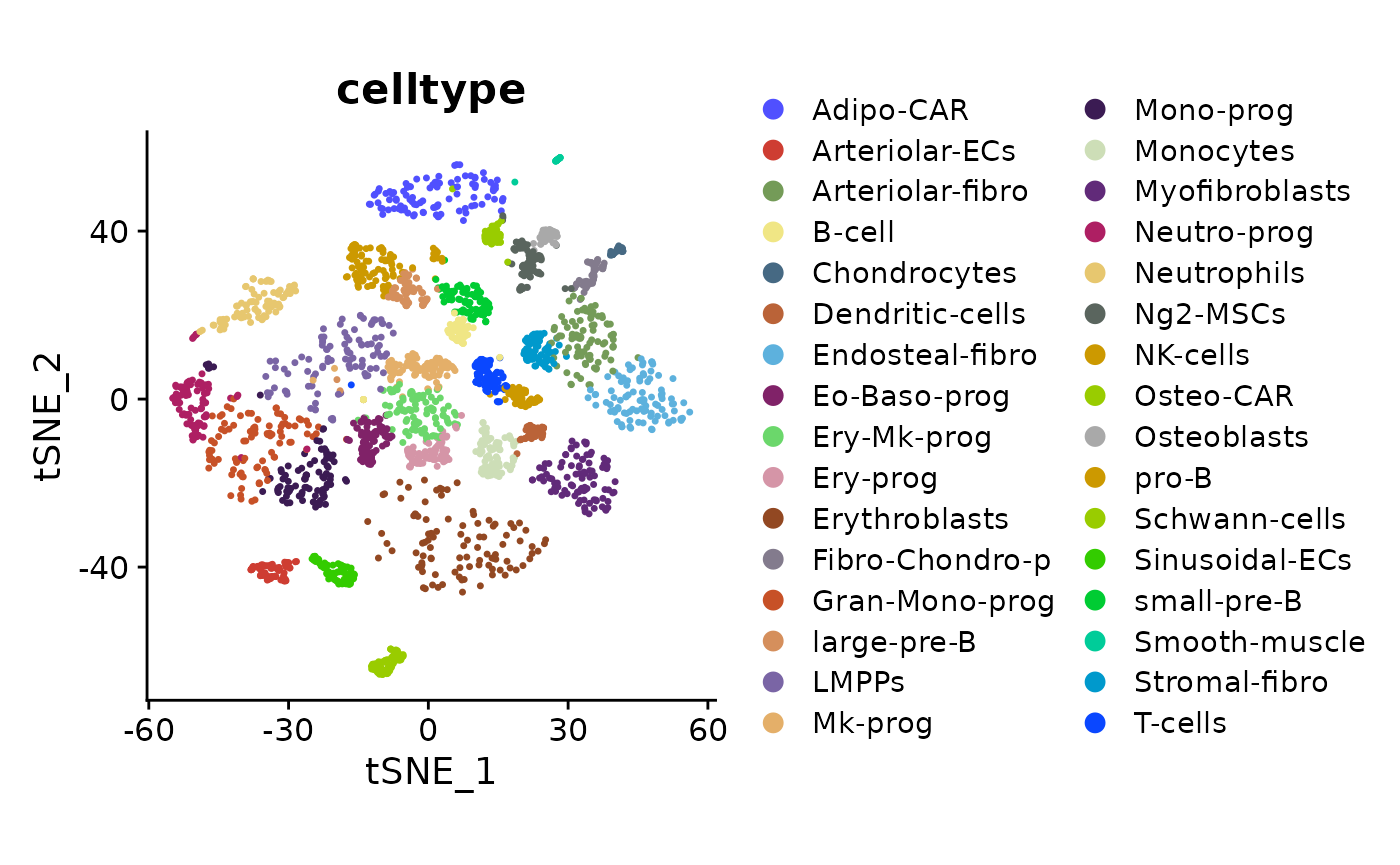 celltype
40
0
-40
-60
-30
0
30
60
tSNE_1
tSNE_2
Adipo-CAR
Arteriolar-ECs
Arteriolar-fibro
B-cell
Chondrocytes
Dendritic-cells
Endosteal-fibro
Eo-Baso-prog
Ery-Mk-prog
Ery-prog
Erythroblasts
Fibro-Chondro-p
Gran-Mono-prog
large-pre-B
LMPPs
Mk-prog
Mono-prog
Monocytes
Myofibroblasts
Neutro-prog
Neutrophils
Ng2-MSCs
NK-cells
Osteo-CAR
Osteoblasts
pro-B
Schwann-cells
Sinusoidal-ECs
small-pre-B
Smooth-muscle
Stromal-fibro
T-cells